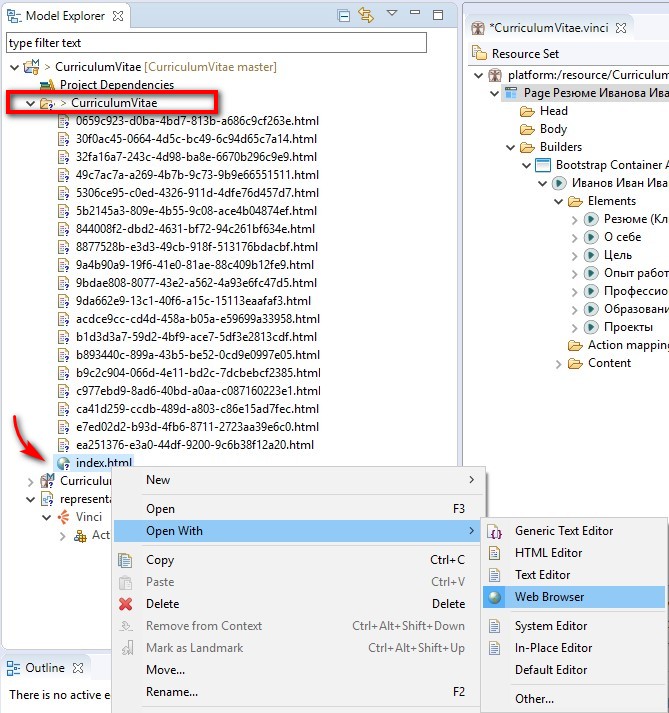 Model Explorer
type filter text
> CurriculumVitae [CurriculumVitae master]
Project Dependencies
> CurriculumVitae
0659c923-d0ba-4bd7-813b-a686c9cf263e.html
30f0ac45-0664-4d5c-bc49-6c94d65c7a14.html
32fa16a7-243c-4d98-ba8e-6670b296c9e9.html
49c7ac7a-a269-4b7b-9c73-9b9e66551511.html
5306ce95-c0ed-4326-911d-4dfe76d457d7.html
5b2145a3-809e-4b55-9c08-ace4b04874ef.html
844008f2-dbd2-4631-bf72-94c261bf634e.html
8877528b-e3d3-49cb-918f-513176bdacbf.html
9a4b90a9-19f6-41e0-81ae-88c409b12fe9.html
9bdae808-8077-43e2-a562-4a93e6fc47d5.html
9da662e9-13c1-40f6-a15c-15113eaafaf3.html
acdce9cc-cd4d-458a-b05a-e59699a33958.html
b1d3d3a7-59d2-4bf9-ace7-5df3e2813cdf.html
b893440c-899a-43b5-be52-0cd9e0997e05.html
b9c2c904-066d-4e11-bd2c-7dcbebcf2385.html
c977ebd9-8ad6-40bd-a0aa-c087160223e1.html
ca41d259-ccdb-489d-a803-c86e15ad7fec.html
e7ed02d2-b93d-4fb6-8711-2723aa39e6c0.html
ea251376-e3a0-44df-9200-9c6b38f12a20.html
index.html
Curriculum
representa
Vinci
Act
Outline
There is no active e
*CurriculumVitae.vinci
Resource Set
platform:/resource/Curriculum
Page Резюме Иванова Ива
Head
Body
Builders
Bootstrap Container A
Иванов Иван Ива
Elements
Резюме (Кл
О себе
Цель
Опыт работ
Профессио
Образовани
Проекты
Action mapping
Content
New
Open F3
Open With
Copy Ctrl+C
Paste Ctrl+V
Delete Delete
Remove from Context Ctrl+Alt+Shift+Down
Mark as Landmark Ctrl+Alt+Shift+Up
Move...
Rename... F2
Generic Text Editor
HTML Editor
Text Editor
Web Browser
System Editor
In-Place Editor
Default Editor
Other...